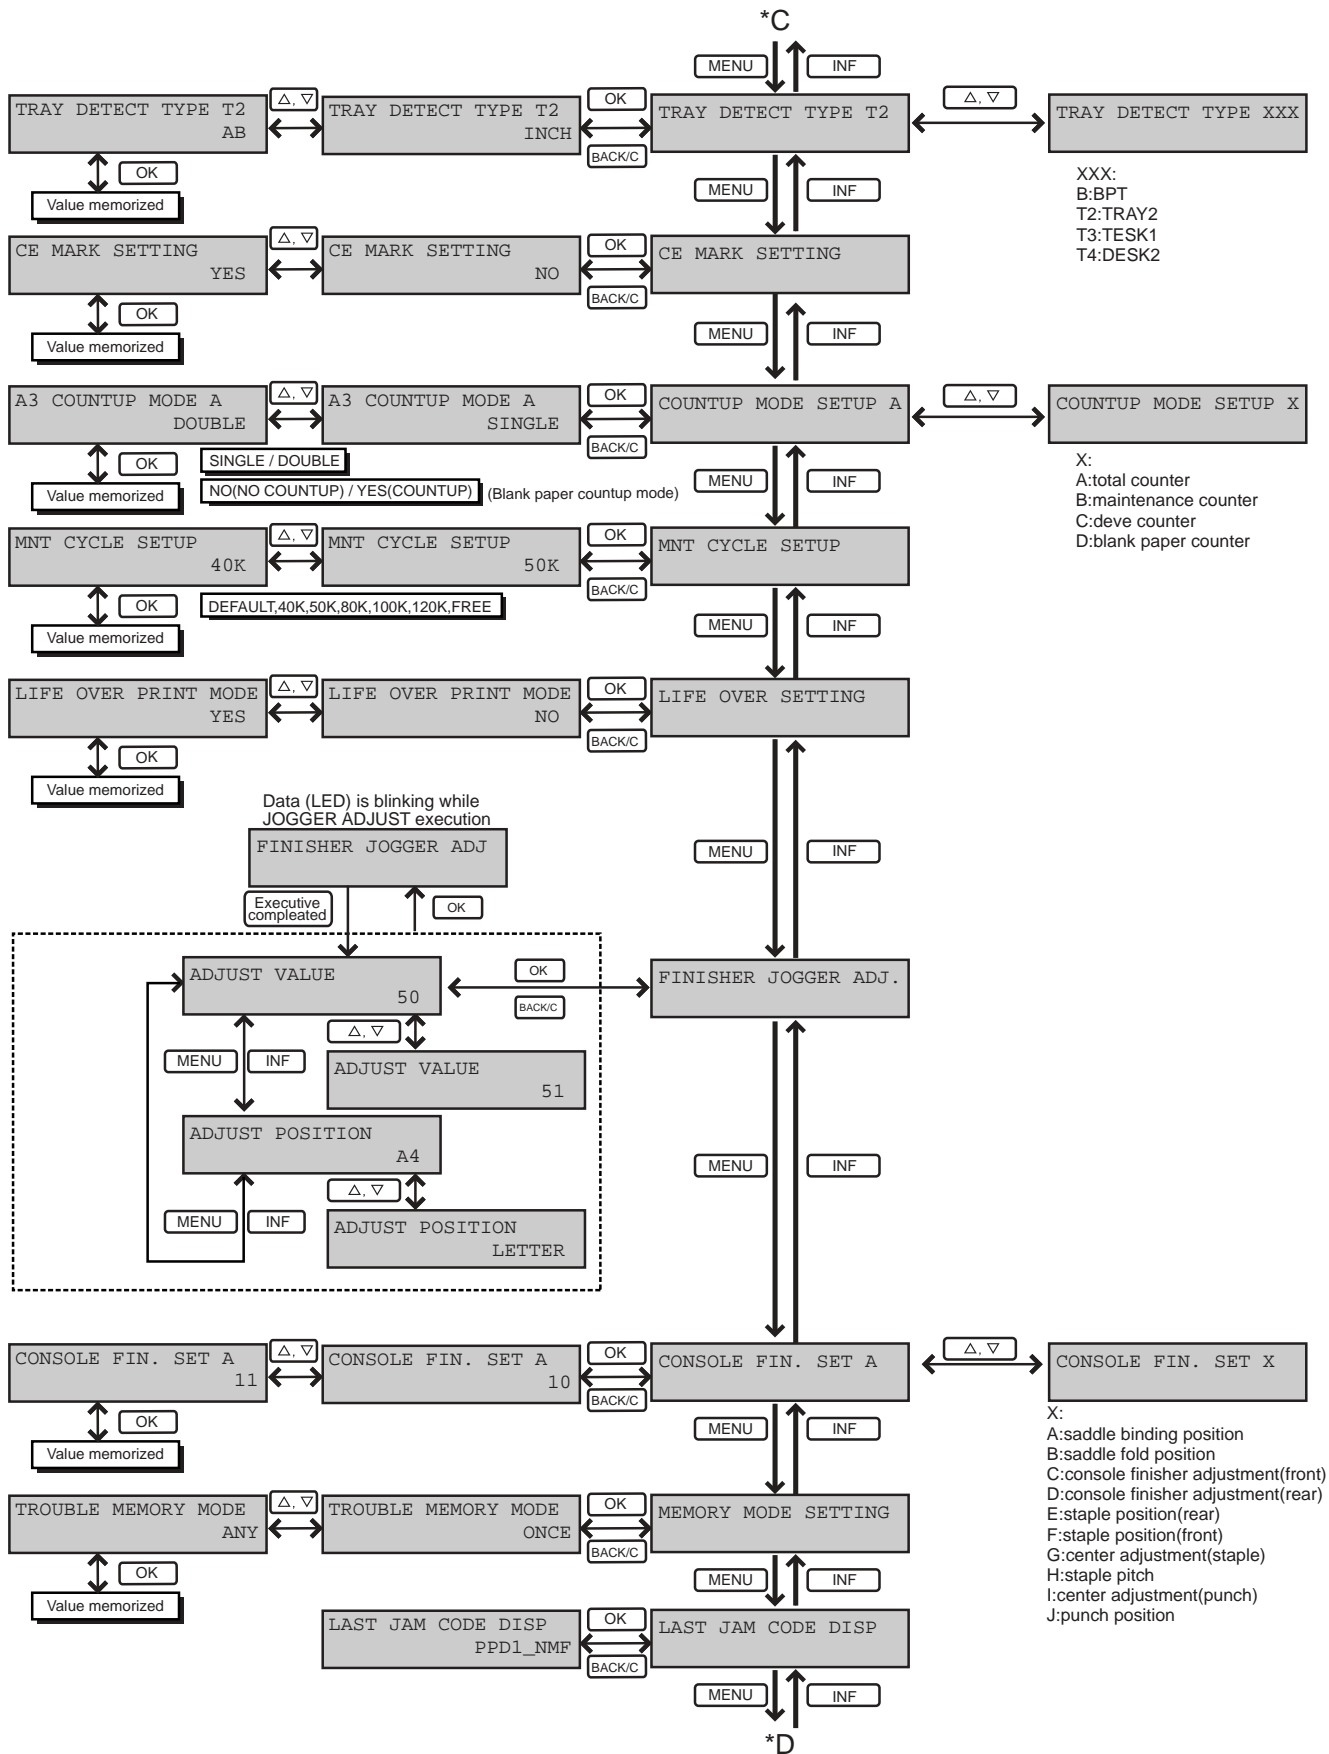 *C
MENU
INF
TRAY DETECT TYPE T2
AB
△, ▽
TRAY DETECT TYPE T2
INCH
OK
BACK/C
TRAY DETECT TYPE T2
△, ▽
TRAY DETECT TYPE XXX
XXX:
B:BPT
T2:TRAY2
T3:TESK1
T4:DESK2
OK
Value memorized
MENU
INF
CE MARK SETTING
YES
△, ▽
CE MARK SETTING
NO
OK
BACK/C
CE MARK SETTING
OK
Value memorized
MENU
INF
A3 COUNTUP MODE A
DOUBLE
△, ▽
A3 COUNTUP MODE A
SINGLE
OK
BACK/C
COUNTUP MODE SETUP A
△, ▽
COUNTUP MODE SETUP X
X:
A:total counter
B:maintenance counter
C:deve counter
D:blank paper counter
OK
Value memorized
SINGLE / DOUBLE
NO(NO COUNTUP) / YES(COUNTUP)
(Blank paper countup mode)
MENU
INF
MNT CYCLE SETUP
40K
△, ▽
MNT CYCLE SETUP
50K
OK
BACK/C
MNT CYCLE SETUP
OK
Value memorized
DEFAULT,40K,50K,80K,100K,120K,FREE
MENU
INF
LIFE OVER PRINT MODE
YES
△, ▽
LIFE OVER PRINT MODE
NO
OK
BACK/C
LIFE OVER SETTING
OK
Value memorized
Data (LED) is blinking while
JOGGER ADJUST execution
FINISHER JOGGER ADJ
MENU
INF
Executive
compleated
OK
ADJUST VALUE
50
OK
BACK/C
FINISHER JOGGER ADJ.
△, ▽
MENU
INF
ADJUST VALUE
51
ADJUST POSITION
A4
MENU
INF
△, ▽
MENU
INF
ADJUST POSITION
LETTER
CONSOLE FIN. SET A
11
△, ▽
CONSOLE FIN. SET A
10
OK
BACK/C
CONSOLE FIN. SET A
△, ▽
CONSOLE FIN. SET X
X:
A:saddle binding position
B:saddle fold position
C:console finisher adjustment(front)
D:console finisher adjustment(rear)
E:staple position(rear)
F:staple position(front)
G:center adjustment(staple)
H:staple pitch
I:center adjustment(punch)
J:punch position
OK
Value memorized
MENU
INF
TROUBLE MEMORY MODE
ANY
△, ▽
TROUBLE MEMORY MODE
ONCE
OK
BACK/C
MEMORY MODE SETTING
OK
Value memorized
MENU
INF
LAST JAM CODE DISP
PPD1_NMF
OK
BACK/C
LAST JAM CODE DISP
MENU
INF
*D